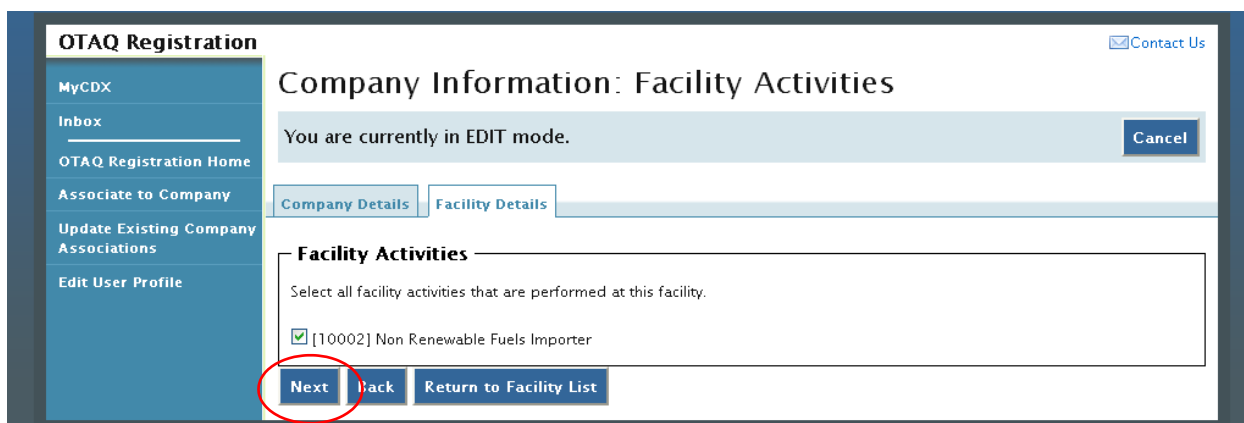 OTAQ Registration
Contact Us
MyCDX
Inbox
OTAQ Registration Home
Associate to Company
Update Existing Company
Associations
Edit User Profile
Company Information: Facility Activities
You are currently in EDIT mode.
Cancel
Company Details
Facility Details
Facility Activities
Select all facility activities that are performed at this facility.
[10002] Non Renewable Fuels Importer
Next
Back
Return to Facility List